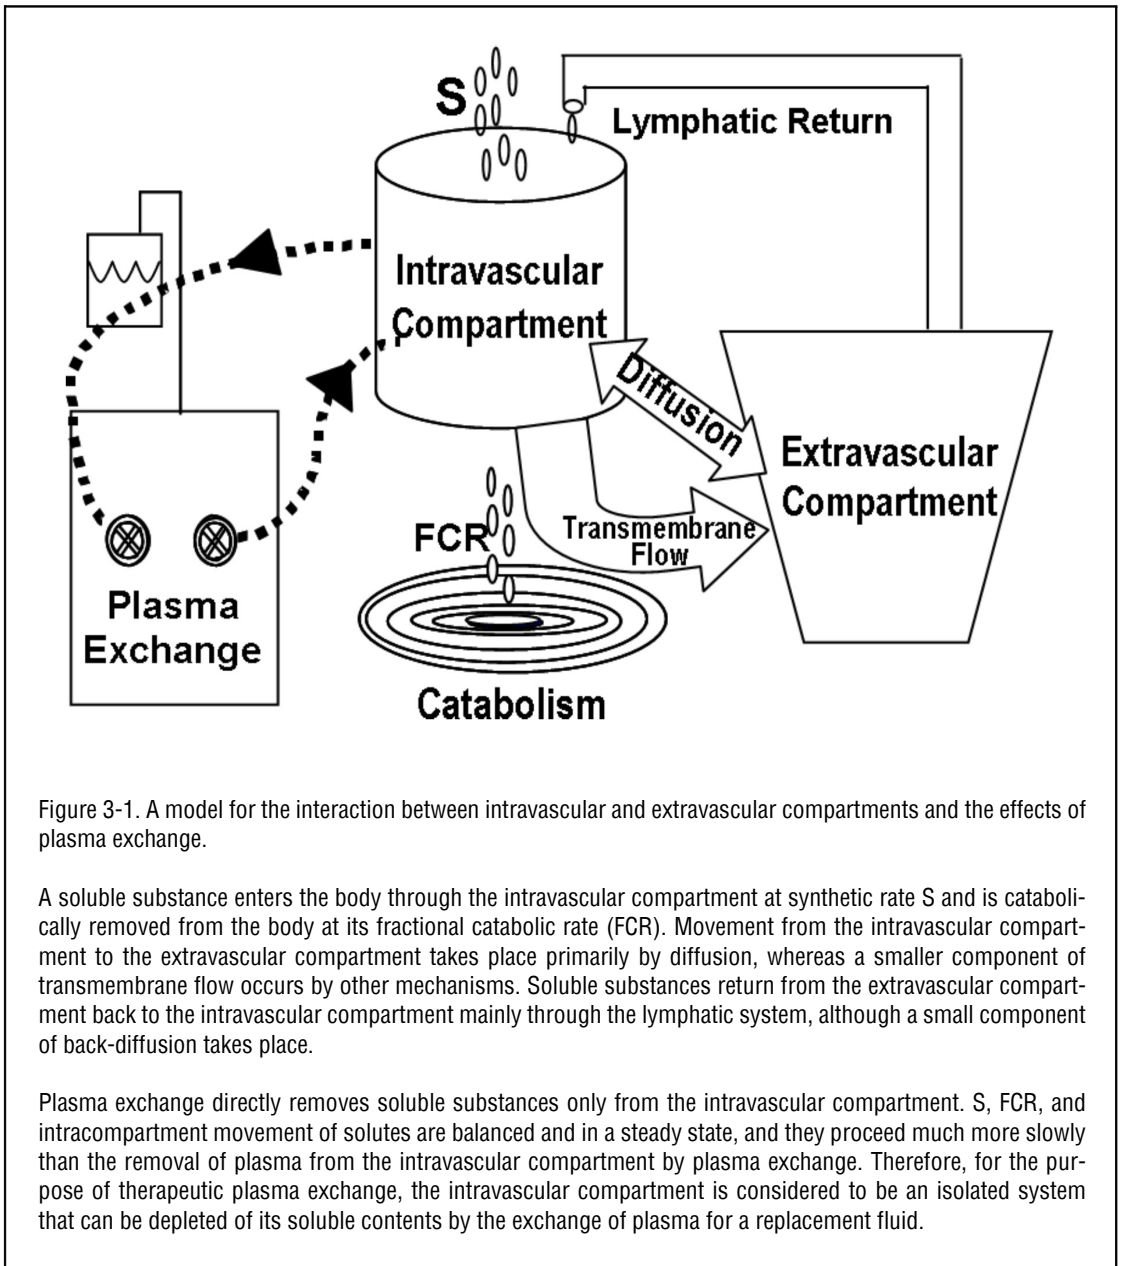 S
Lymphatic Return
Intravascular
Compartment
Diffusion
Extravascular
Compartment
Transmembrane
Flow
FCR
Plasma
Exchange
Catabolism
Figure 3-1. A model for the interaction between intravascular and extravascular compartments and the effects of
plasma exchange.
A soluble substance enters the body through the intravascular compartment at synthetic rate S and is cataboli-
cally removed from the body at its fractional catabolic rate (FCR). Movement from the intravascular compart-
ment to the extravascular compartment takes place primarily by diffusion, whereas a smaller component of
transmembrane flow occurs by other mechanisms. Soluble substances return from the extravascular compart-
ment back to the intravascular compartment mainly through the lymphatic system, although a small component
of back-diffusion takes place.
Plasma exchange directly removes soluble substances only from the intravascular compartment. S, FCR, and
intracompartment movement of solutes are balanced and in a steady state, and they proceed much more slowly
than the removal of plasma from the intravascular compartment by plasma exchange. Therefore, for the pur-
pose of therapeutic plasma exchange, the intravascular compartment is considered to be an isolated system
that can be depleted of its soluble contents by the exchange of plasma for a replacement fluid.